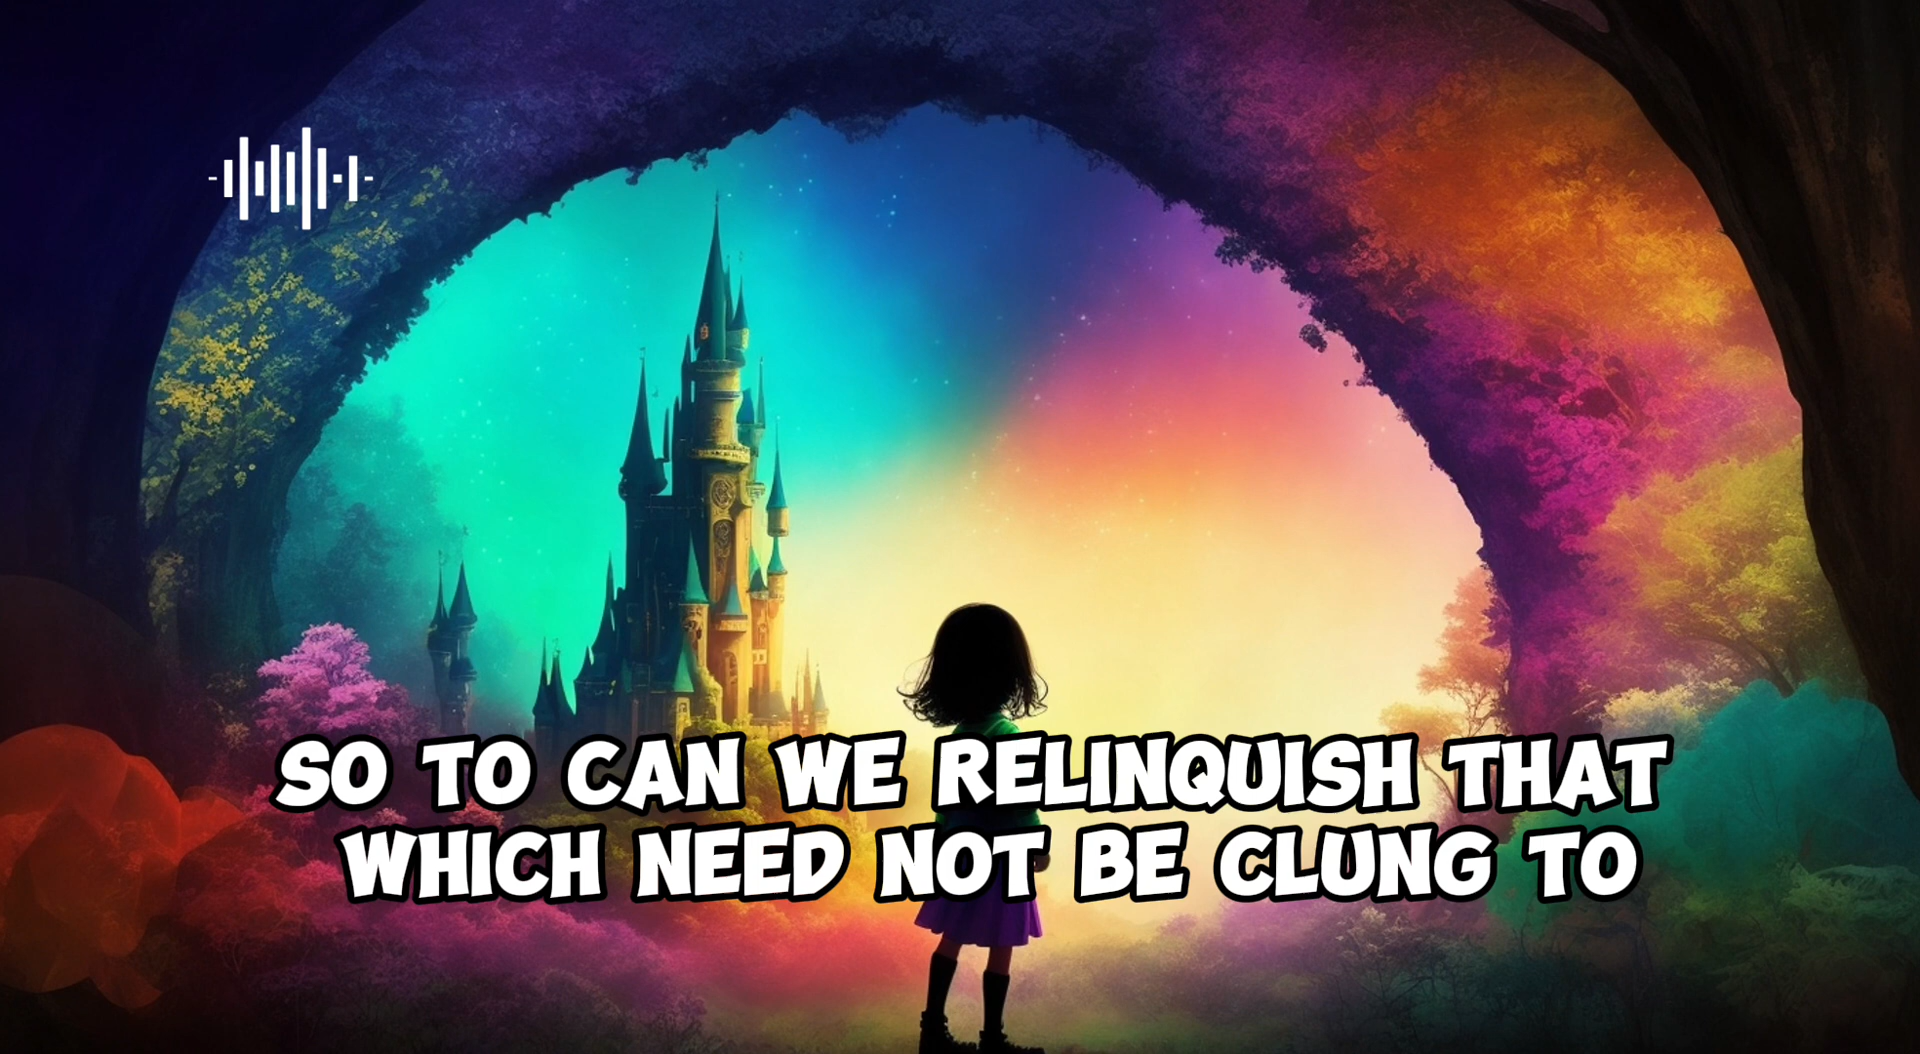 SO TO CAN WE RELINQUISH THAT
WHICH NEED NOT BE CLUNG TO